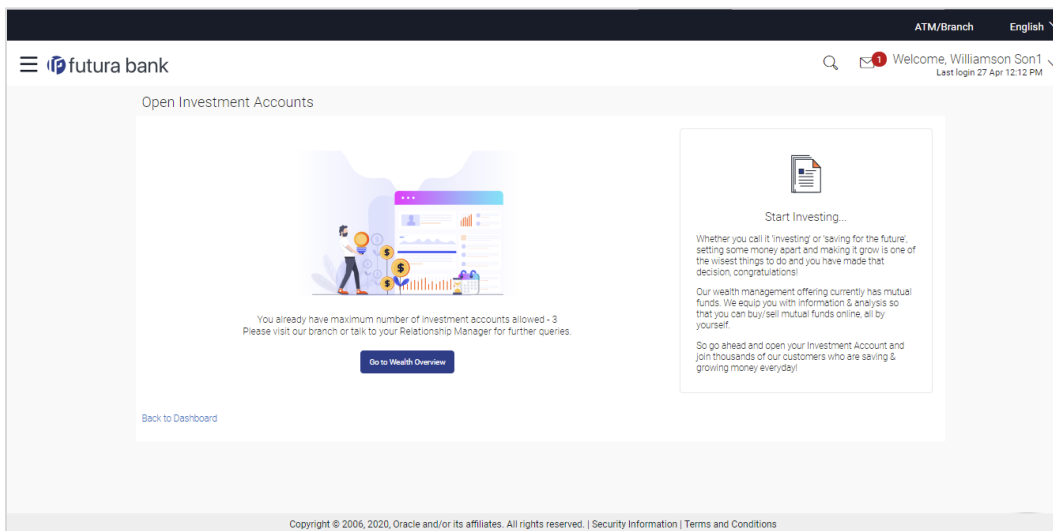 ATM/Branch English
futura bank
1
Welcome, Williamson Son1
Last login 27 Apr 12:12 PM
Open Investment Accounts
You already have maximum number of investment accounts allowed - 3
Please visit our branch or talk to your Relationship Manager for further queries.
Go to Wealth Overview
Back to Dashboard
Start Investing...
Whether you call it 'investing' or 'saving for the future',
setting some money apart and making it grow is one
of the wisest things to do and you have made that
decision, congratulations!
Our wealth management offering currently has mutual
funds. We equip you with information & analysis so
that you can buy/sell mutual funds online, all by
yourself.
So go ahead and open your Investment Account and
join thousands of our customers who are saving &
growing money everyday!
Copyright © 2006, 2020, Oracle and/or its affiliates. All rights reserved. | Security Information | Terms and Conditions